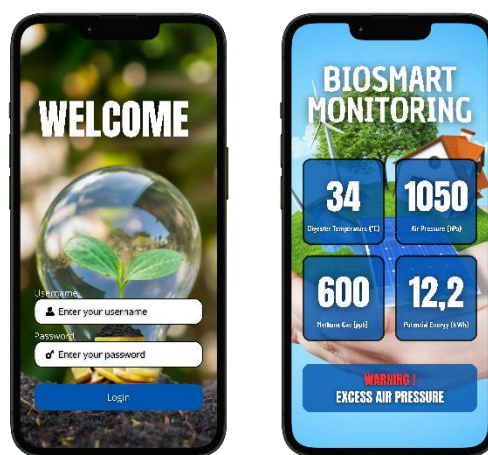 WELCOME
Username
Enter your username
Password
Enter your password
Login
BIOSMART
MONITORING
34
Digester Temperature (°C)
1050
Air Pressure (hPa)
600
Methane Gas (ppt)
12,2
Potential Energy (kWh)
WARNING !
EXCESS AIR PRESSURE